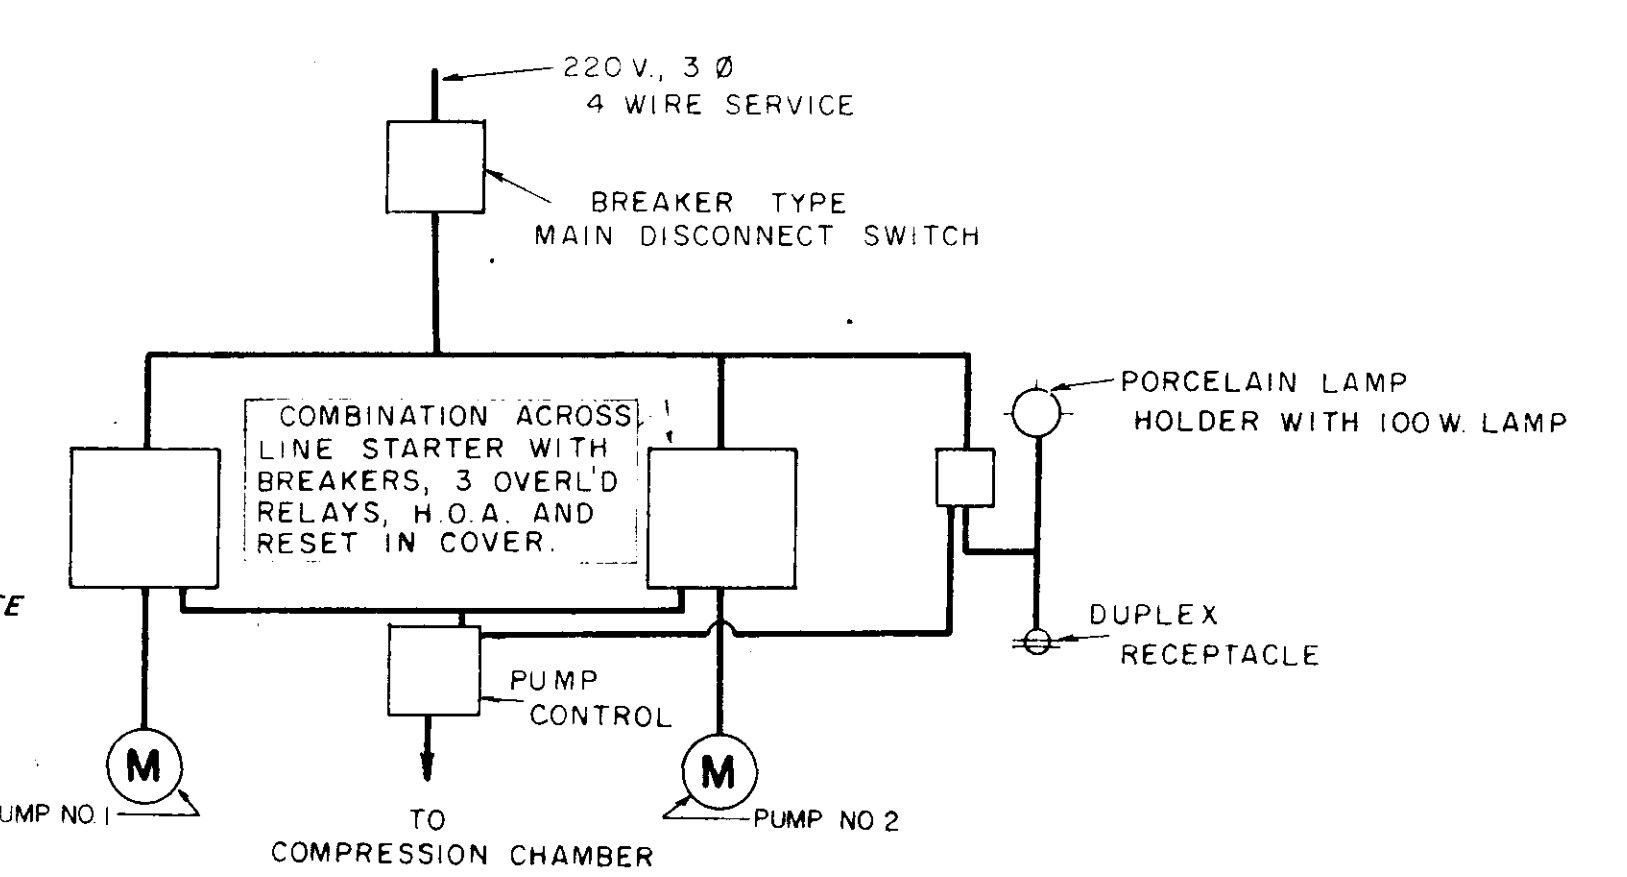 220 V., 3 Ø
4 WIRE SERVICE
BREAKER TYPE
MAIN DISCONNECT SWITCH
PORCELAIN LAMP
HOLDER WITH 100 W. LAMP
COMBINATION ACROSS
LINE STARTER WITH
BREAKERS, 3 OVERL'D
RELAYS, H.O.A. AND
RESET IN COVER.
DUPLEX
RECEPTACLE
PUMP
CONTROL
M
M
UMP NO. 1
TO
COMPRESSION CHAMBER
PUMP NO 2